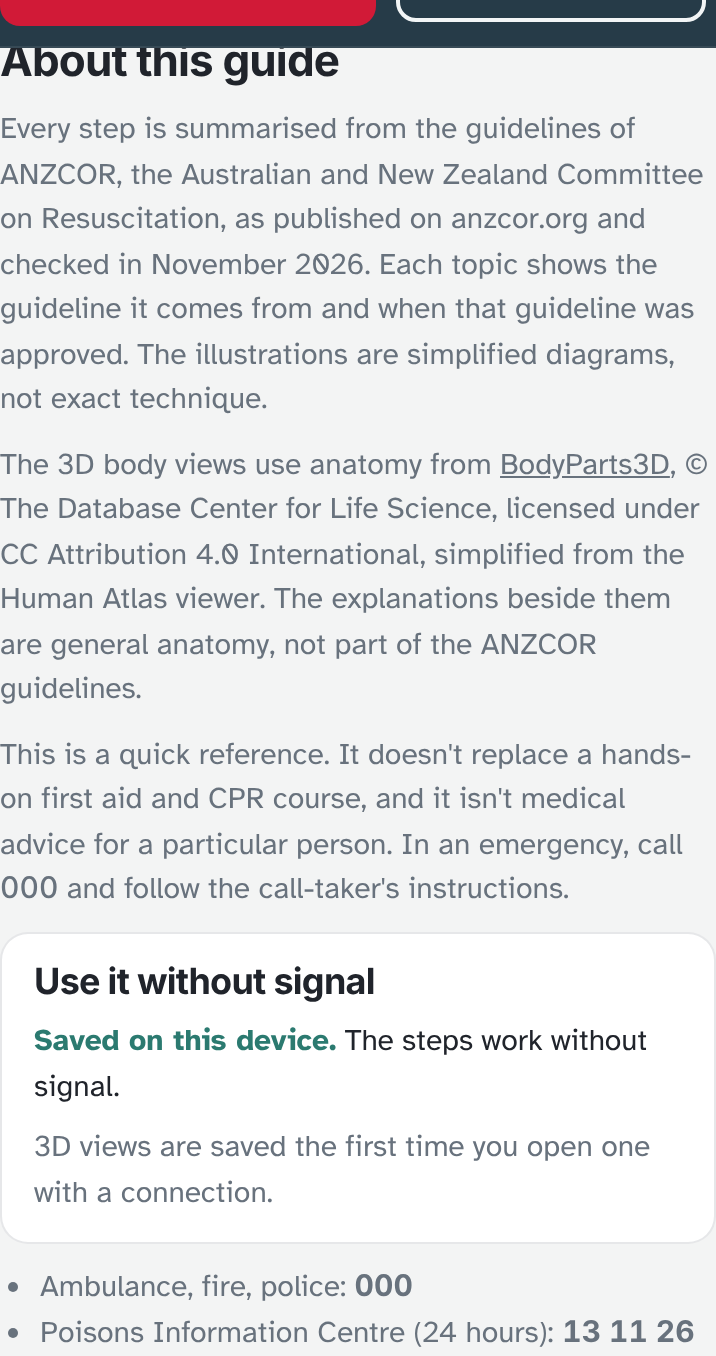 About this guide
Every step is summarised from the guidelines of
ANZCOR, the Australian and New Zealand Committee
on Resuscitation, as published on anzcor.org and
checked in November 2026. Each topic shows the
guideline it comes from and when that guideline was
approved. The illustrations are simplified diagrams,
not exact technique.
The 3D body views use anatomy from BodyParts3D, ©
The Database Center for Life Science, licensed under
CC Attribution 4.0 International, simplified from the
Human Atlas viewer. The explanations beside them
are general anatomy, not part of the ANZCOR
guidelines.
This is a quick reference. It doesn't replace a hands-
on first aid and CPR course, and it isn't medical
advice for a particular person. In an emergency, call
000 and follow the call-taker's instructions.
Use it without signal
Saved on this device. The steps work without
signal.
3D views are saved the first time you open one
with a connection.
• Ambulance, fire, police: 000
• Poisons Information Centre (24 hours): 13 11 26